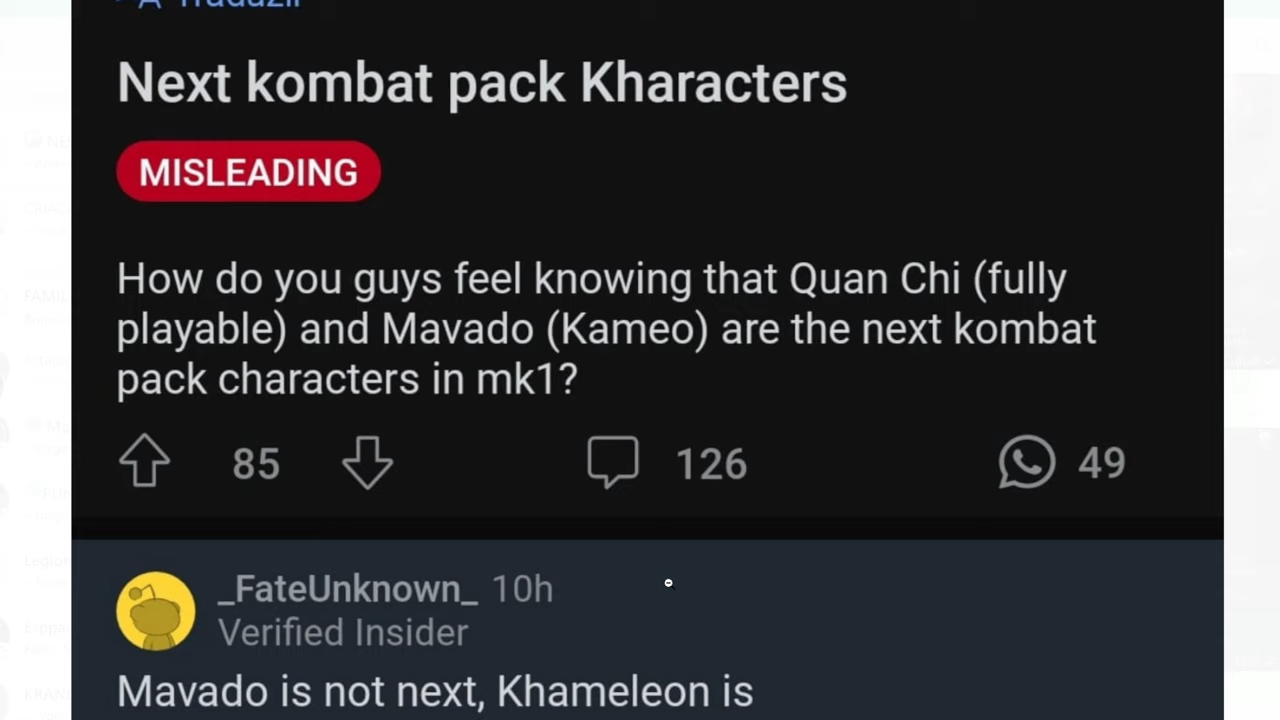 Traduzir
Next kombat pack Kharacters
MISLEADING
How do you guys feel knowing that Quan Chi (fully
playable) and Mavado (Kameo) are the next kombat
pack characters in mk1?
85 126 49
_FateUnknown_ 10h
Verified Insider
Mavado is not next, Khameleon is